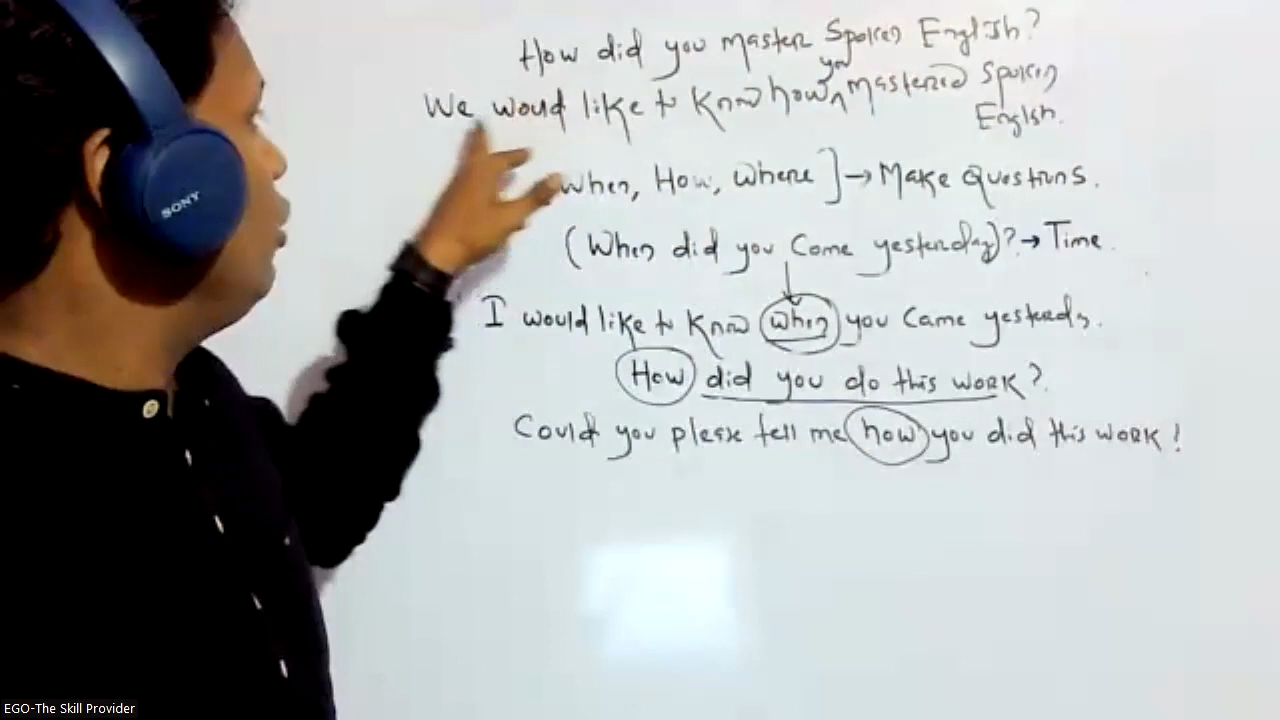 How did you master Spoken English?
you
We would like to know how ^ mastered Spoken
English.
When, How, Where ] → Make Questions.
(When did you Come yesterday)? → Time.
I would like to know when you Came yesterday.
How did you do this work?
Could you please tell me how you did this work!
SONY
EGO-The Skill Provider